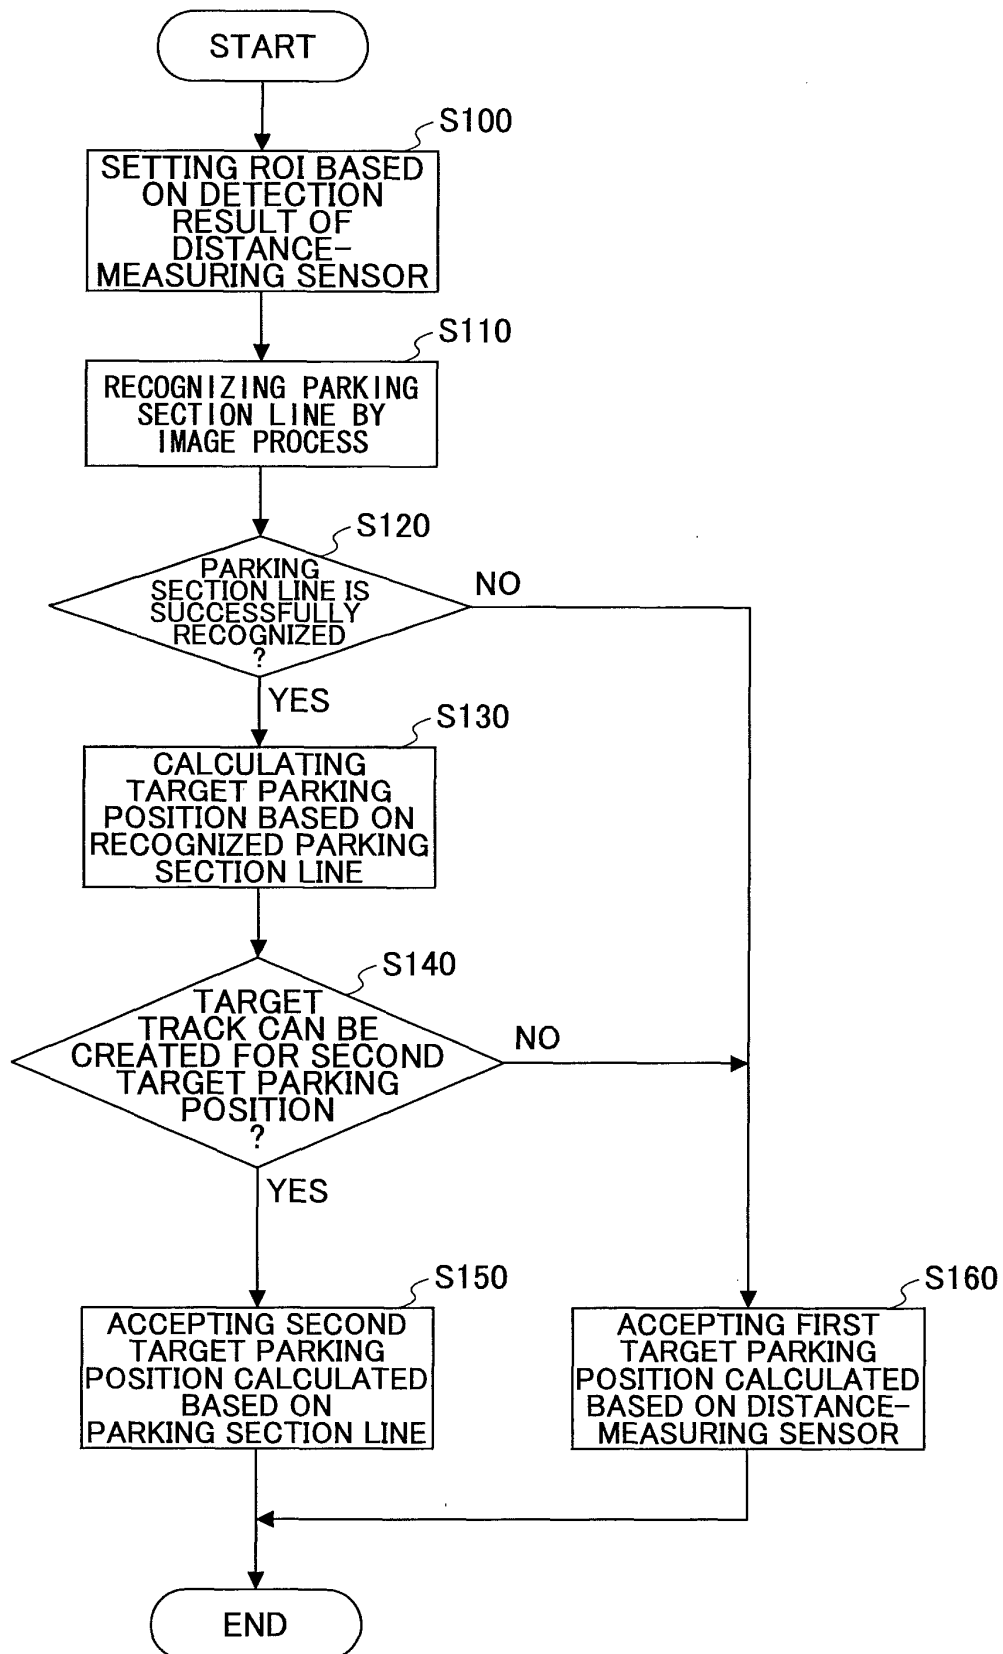 START
S100
SETTING ROI BASED
ON DETECTION
RESULT OF
DISTANCE-
MEASURING SENSOR
S110
RECOGNIZING PARKING
SECTION LINE BY
IMAGE PROCESS
S120
PARKING
SECTION LINE IS
SUCCESSFULLY
RECOGNIZED
?
NO
YES
S130
CALCULATING
TARGET PARKING
POSITION BASED ON
RECOGNIZED PARKING
SECTION LINE
S140
TARGET
TRACK CAN BE
CREATED FOR SECOND
TARGET PARKING
POSITION
?
NO
YES
S150
ACCEPTING SECOND
TARGET PARKING
POSITION CALCULATED
BASED ON
PARKING SECTION LINE
S160
ACCEPTING FIRST
TARGET PARKING
POSITION CALCULATED
BASED ON DISTANCE-
MEASURING SENSOR
END